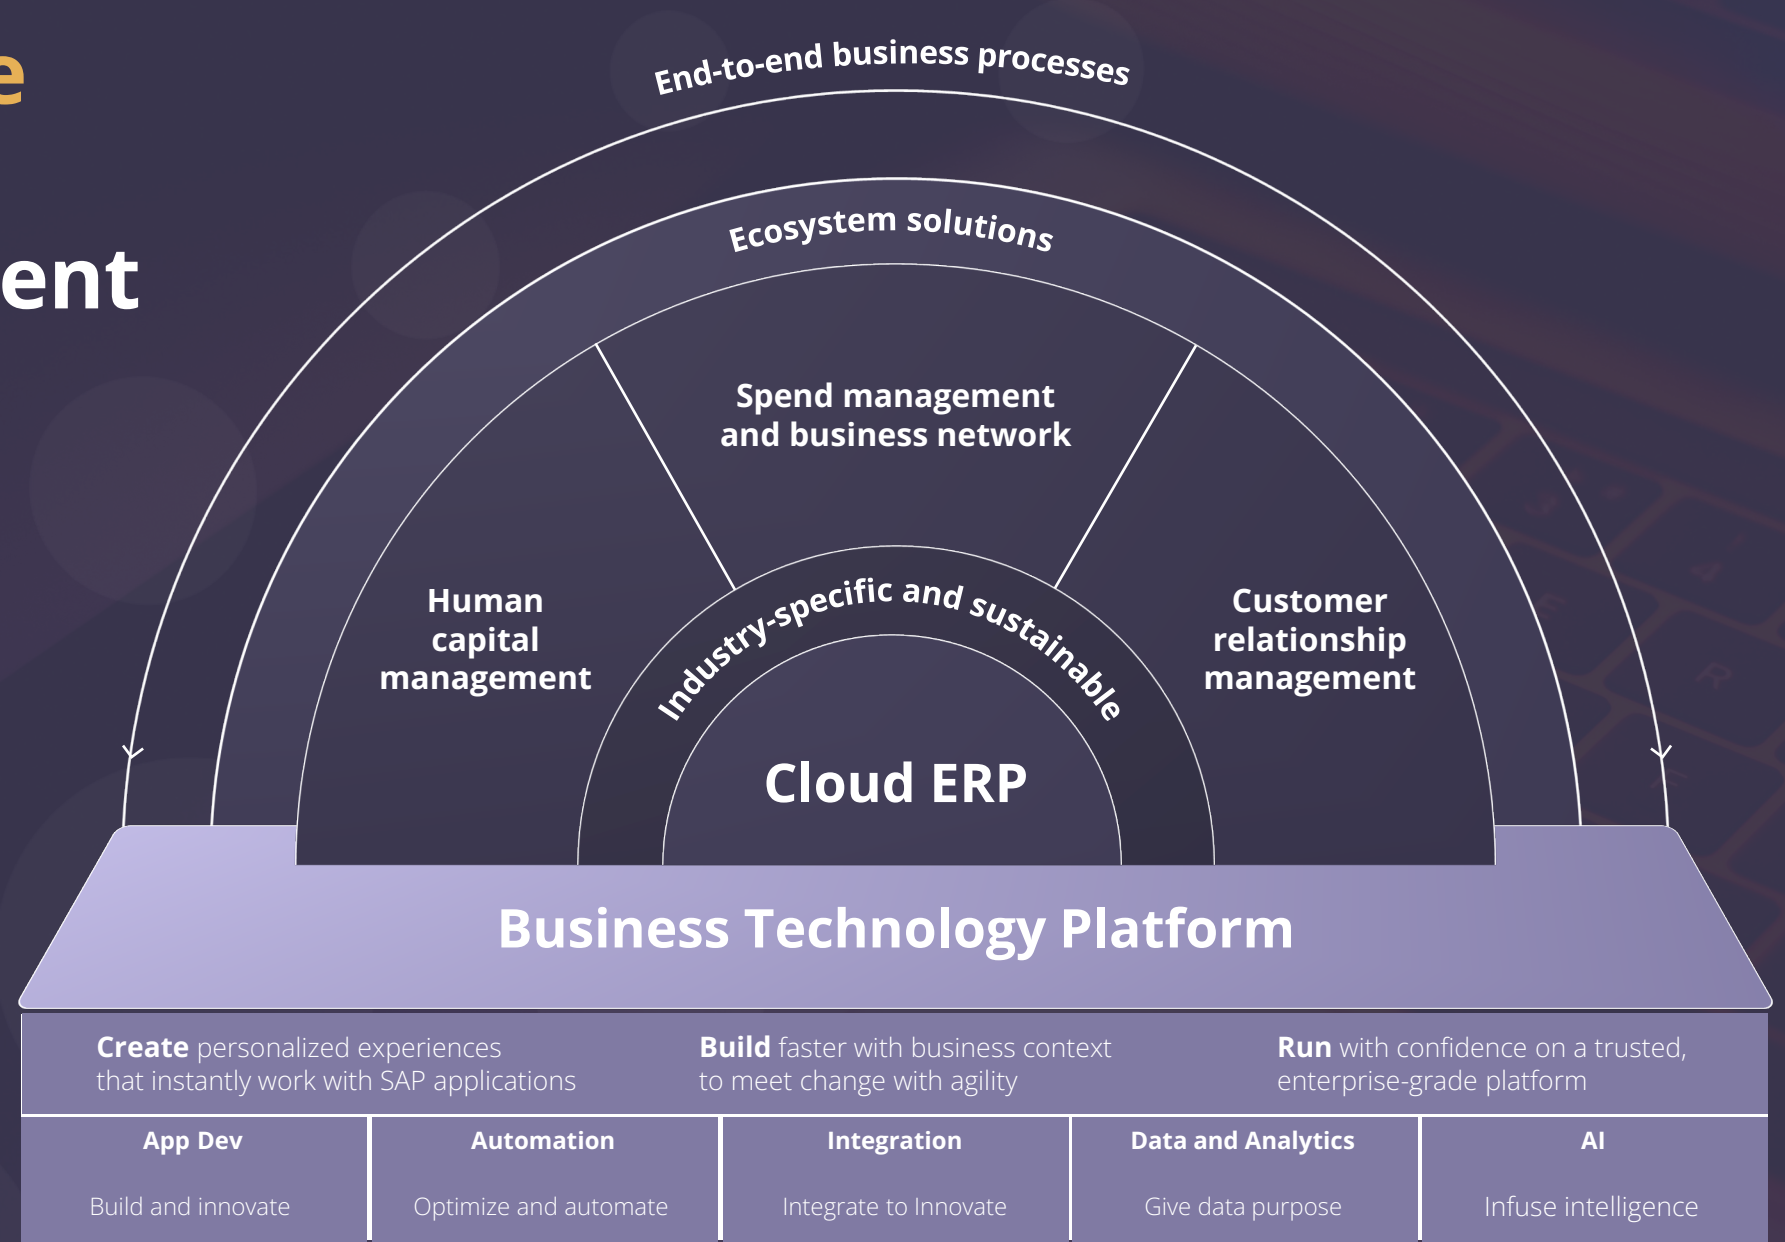 e
ent
End-to-end business processes
Ecosystem solutions
Spend management
and business network
Human
capital
management
Customer
relationship
management
Industry-specific and sustainable
Cloud ERP
Business Technology Platform
Create personalized experiences
that instantly work with SAP applications
Build faster with business context
to meet change with agility
Run with confidence on a trusted,
enterprise-grade platform
App Dev
Build and innovate
Automation
Optimize and automate
Integration
Integrate to Innovate
Data and Analytics
Give data purpose
AI
Infuse intelligence